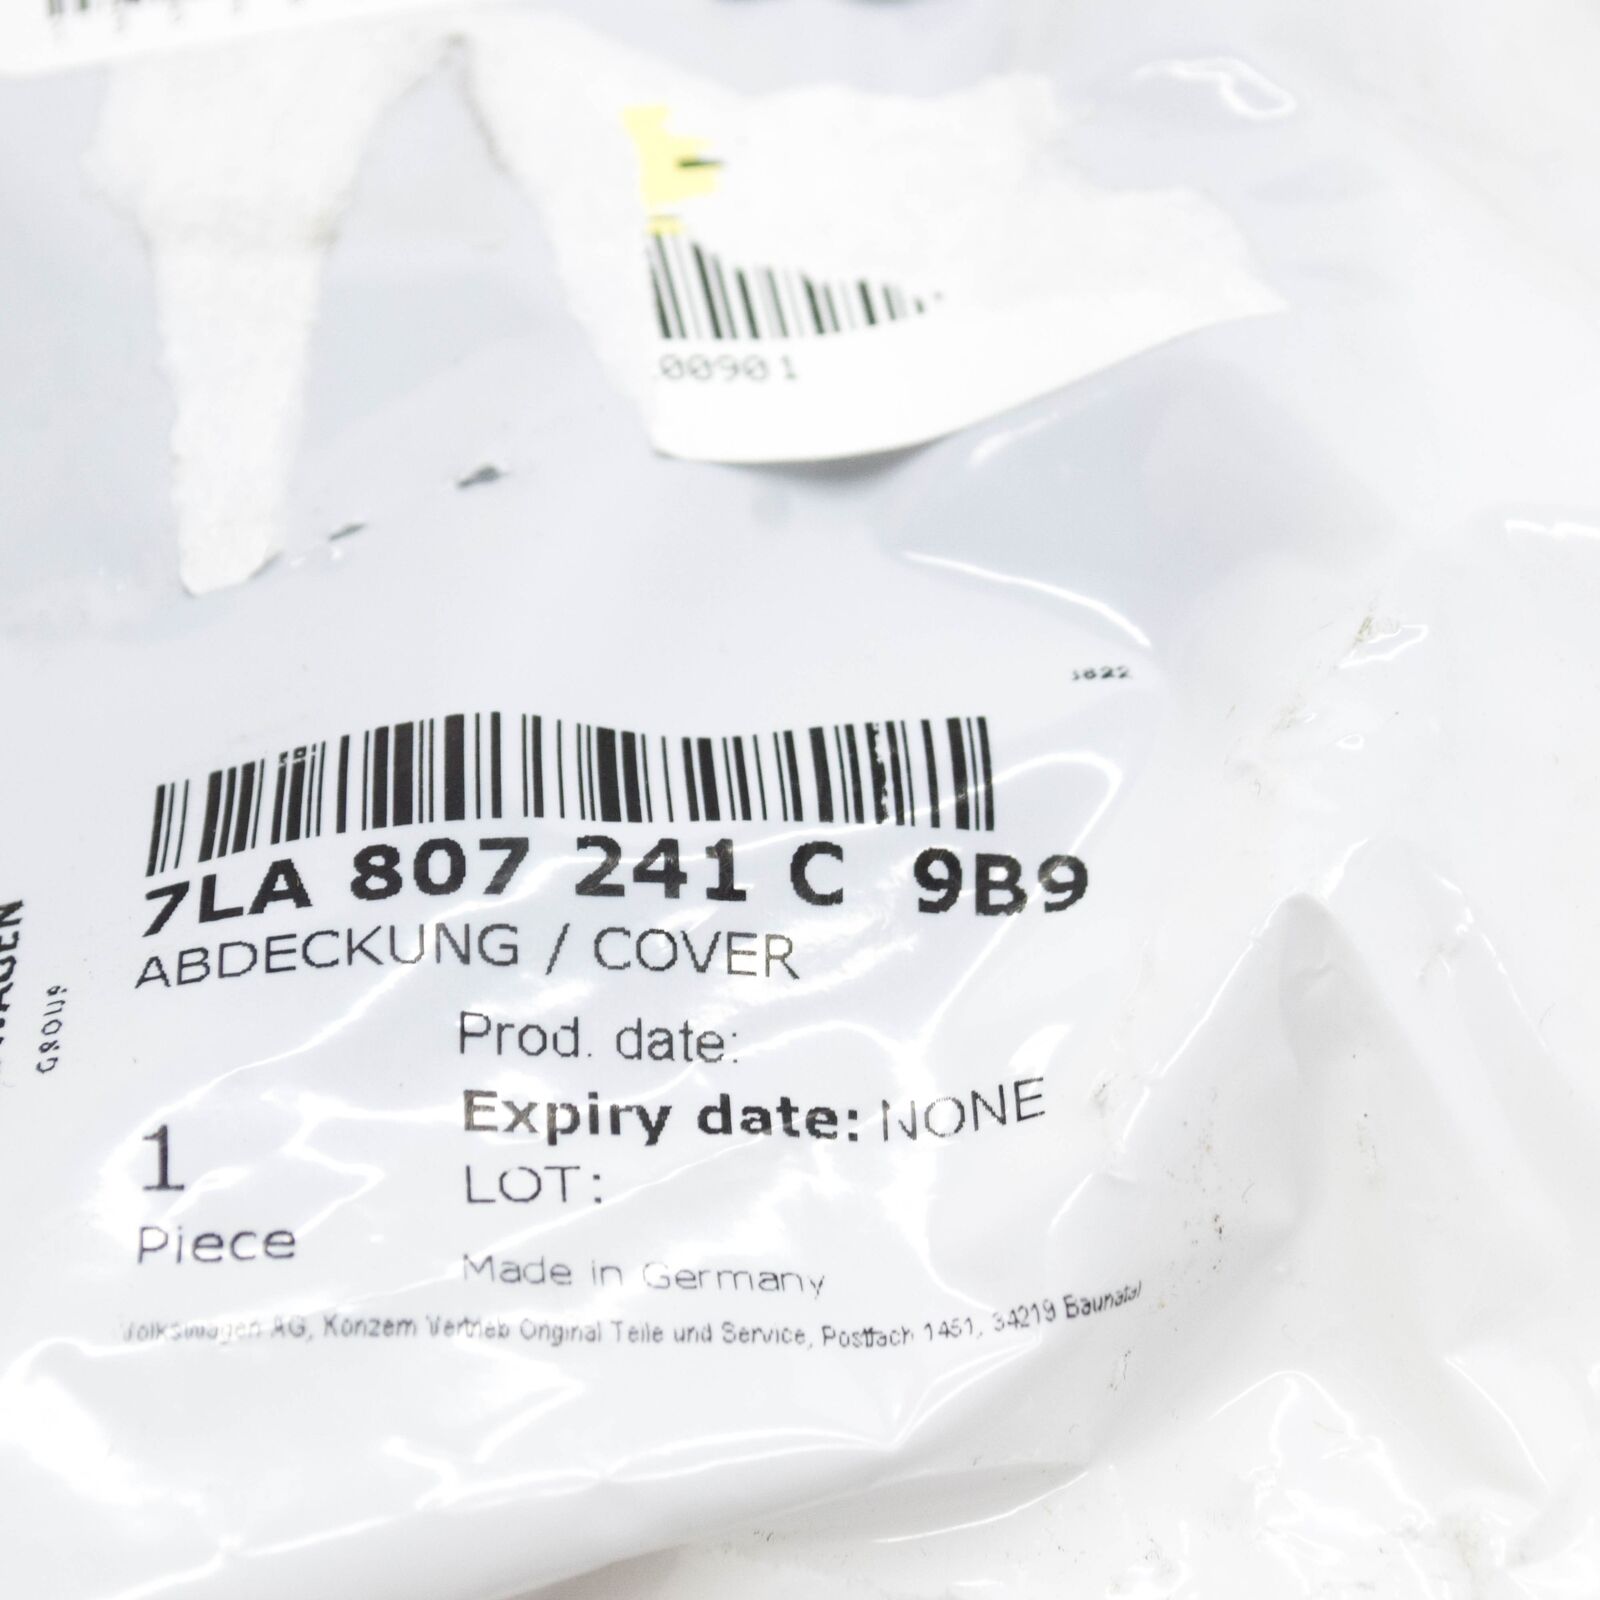 00901
7LA 807 241 C 9B9
ABDECKUNG / COVER
Prod. date:
Expiry date: NONE
LOT:
1
Piece
Made in Germany
Volkswagen AG, Konzern Vertrieb Original Teile und Service, Postfach 1451, 34219 Baunatal